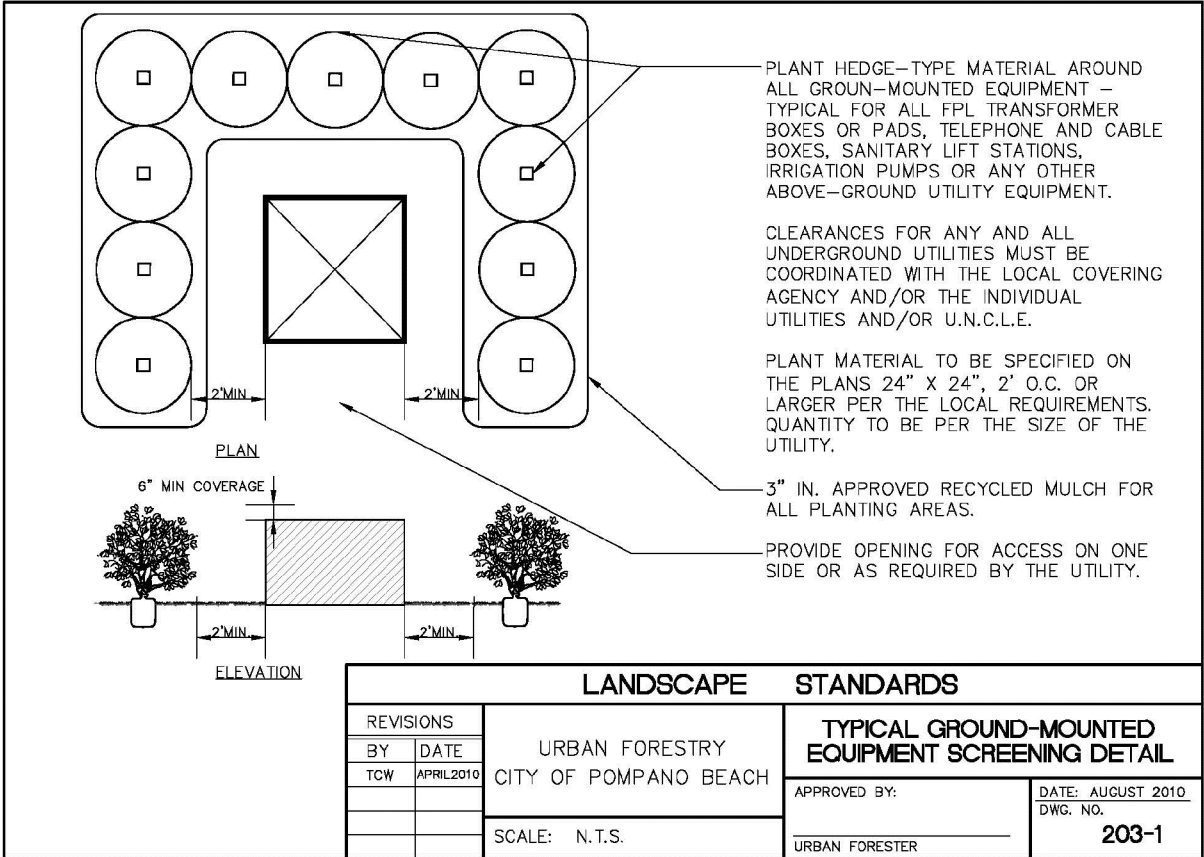 PLANT HEDGE-TYPE MATERIAL AROUND
ALL GROUN-MOUNTED EQUIPMENT -
TYPICAL FOR ALL FPL TRANSFORMER
BOXES OR PADS, TELEPHONE AND CABLE
BOXES, SANITARY LIFT STATIONS,
IRRIGATION PUMPS OR ANY OTHER
ABOVE-GROUND UTILITY EQUIPMENT.
CLEARANCES FOR ANY AND ALL
UNDERGROUND UTILITIES MUST BE
COORDINATED WITH THE LOCAL COVERING
AGENCY AND/OR THE INDIVIDUAL
UTILITIES AND/OR U.N.C.L.E.
PLANT MATERIAL TO BE SPECIFIED ON
THE PLANS 24" X 24", 2' O.C. OR
LARGER PER THE LOCAL REQUIREMENTS.
QUANTITY TO BE PER THE SIZE OF THE
UTILITY.
3" IN. APPROVED RECYCLED MULCH FOR
ALL PLANTING AREAS.
PROVIDE OPENING FOR ACCESS ON ONE
SIDE OR AS REQUIRED BY THE UTILITY.
2'MIN.
2'MIN.
PLAN
6" MIN COVERAGE
2'MIN.
2'MIN.
ELEVATION
LANDSCAPE STANDARDS
REVISIONS
BY DATE
TCW APRIL2010
URBAN FORESTRY
CITY OF POMPANO BEACH
SCALE: N.T.S.
TYPICAL GROUND-MOUNTED
EQUIPMENT SCREENING DETAIL
APPROVED BY:
URBAN FORESTER
DATE: AUGUST 2010
DWG. NO.
203-1